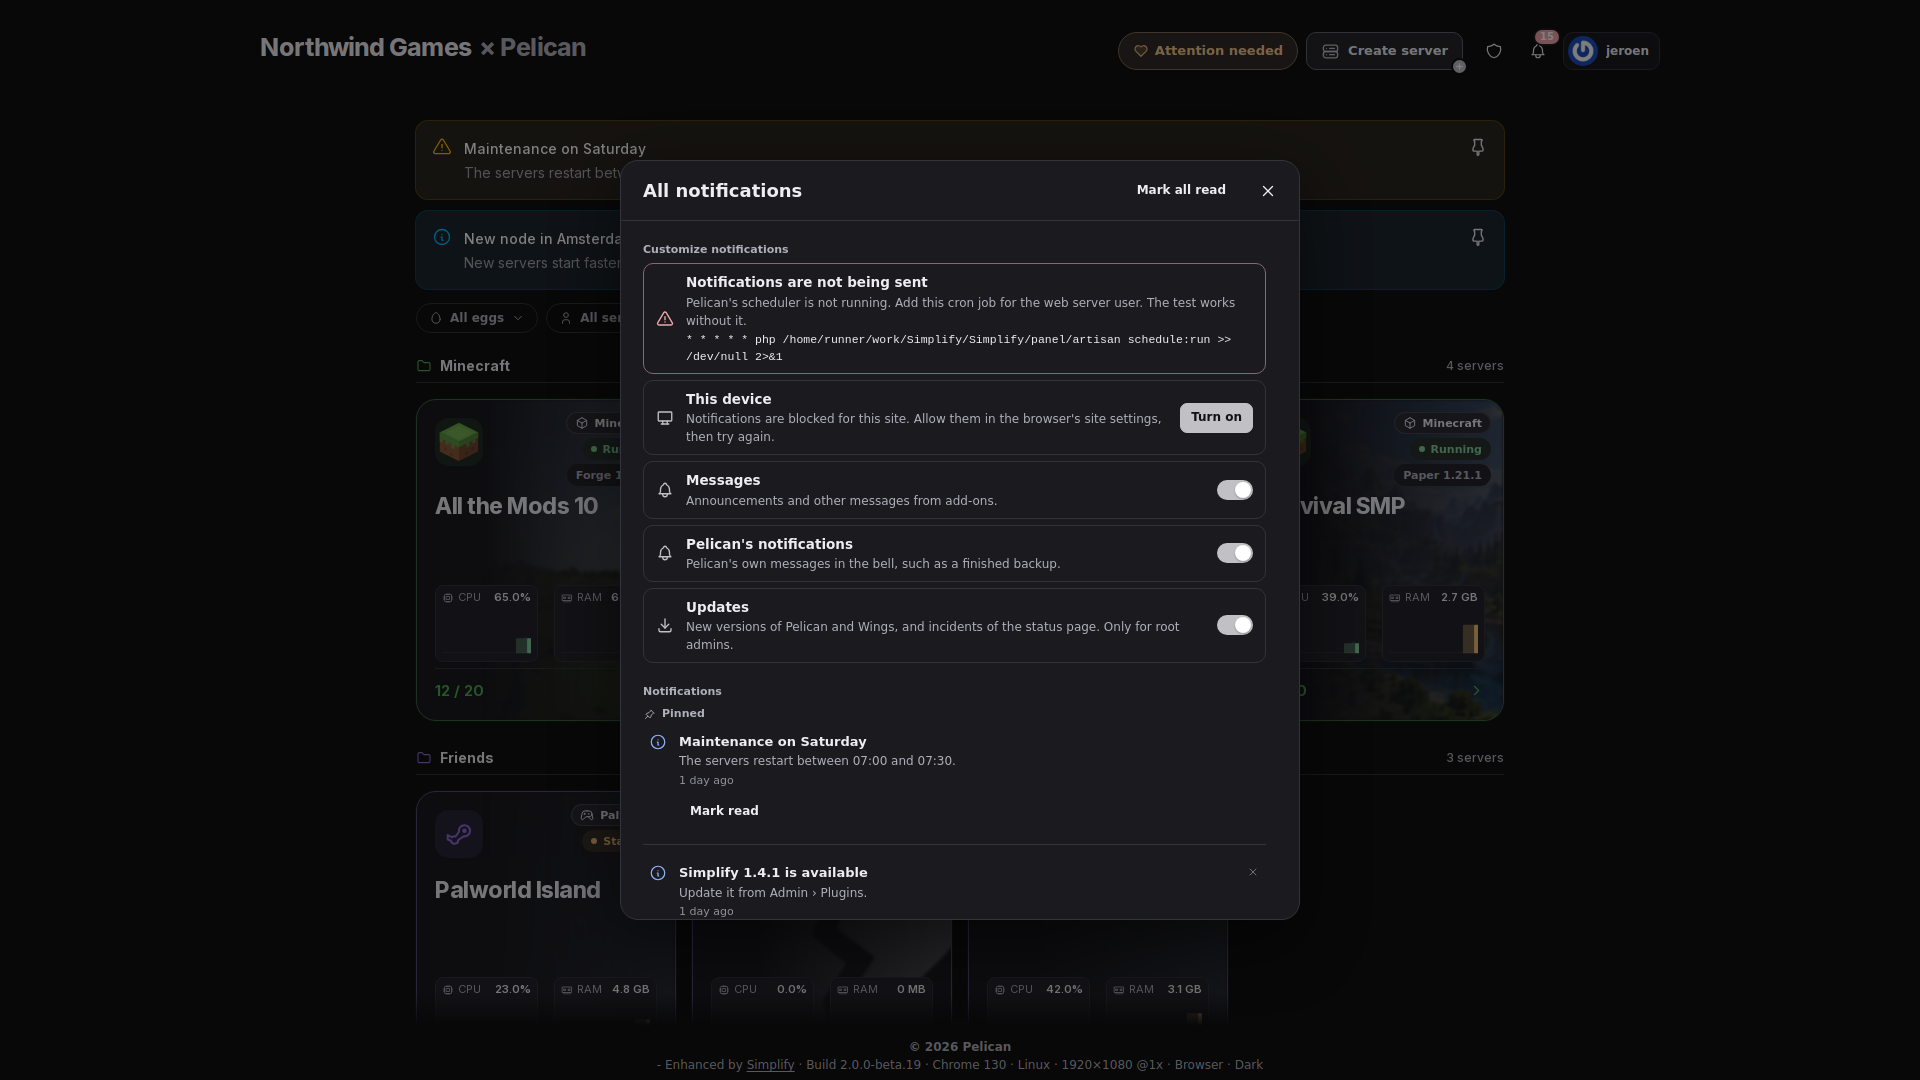 Northwind Games × Pelican
Attention needed
Create server
15
jeroen
Maintenance on Saturday
The servers restart
New node in
New servers start faster
All eggs
All
Minecraft
4 servers
All notifications
Mark all read
Customize notifications
Notifications are not being sent
Pelican's scheduler is not running. Add this cron job for the web server user. The test works
without it.
* * * * * php /home/runner/work/Simplify/Simplify/panel/artisan schedule:run >>
/dev/null 2>&1
This device
Notifications are blocked for this site. Allow them in the browser's site settings,
then try again.
Turn on
Messages
Announcements and other messages from add-ons.
Pelican's notifications
Pelican's own messages in the bell, such as a finished backup.
Updates
New versions of Pelican and Wings, and incidents of the status page. Only for root
admins.
Notifications
Pinned
Maintenance on Saturday
The servers restart between 07:00 and 07:30.
1 day ago
Mark read
Simplify 1.4.1 is available
Update it from Admin › Plugins.
1 day ago
Forge
All the Mods 10
CPU 65.0%
RAM
12 / 20
Minecraft
Running
Paper 1.21.1
vival SMP
39.0%
RAM 2.7 GB
Friends
3 servers
Palworld Island
CPU 23.0%
RAM 4.8 GB
CPU 0.0%
RAM 0 MB
CPU 42.0%
RAM 3.1 GB
© 2026 Pelican
- Enhanced by Simplify · Build 2.0.0-beta.19 · Chrome 130 · Linux · 1920×1080 @1x · Browser · Dark